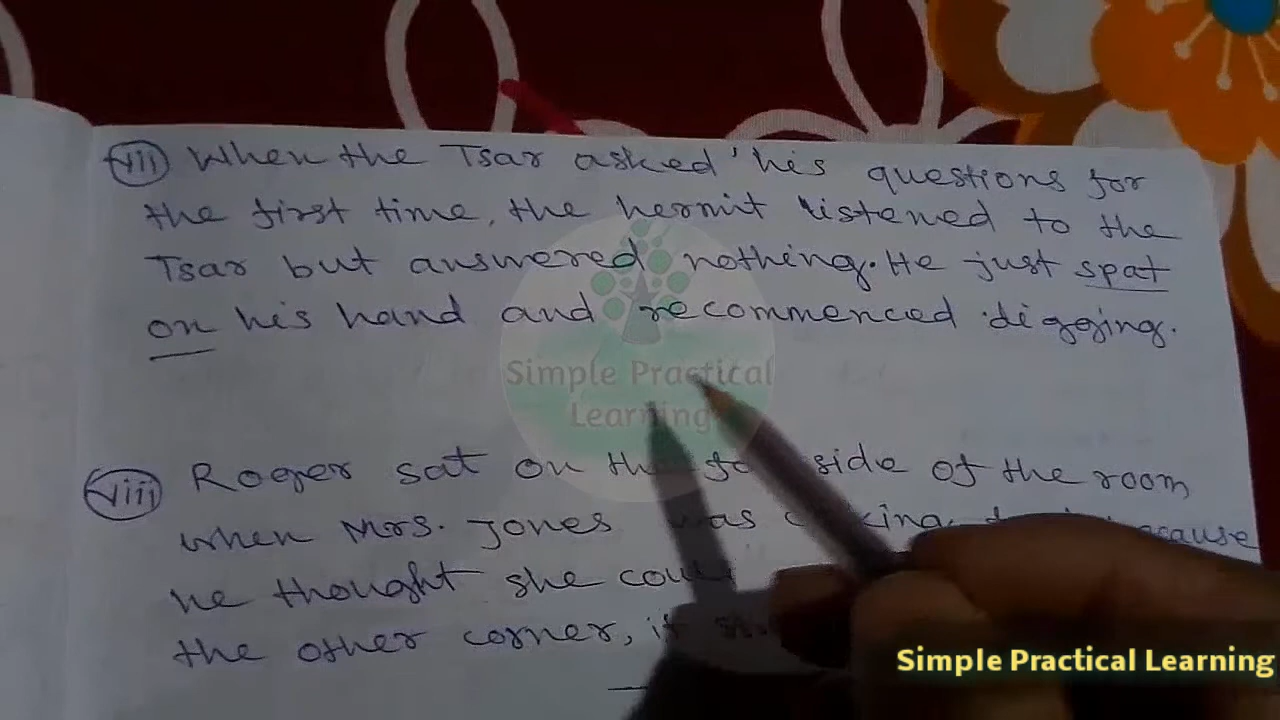 vii When the Tsar asked his questions for
the first time, the hermit listened to the
Tsar but answered nothing. He just spat
on his hand and recommenced digging.
Simple Practical
Learning
viii Roger sat on the side of the room
when Mrs. Jones was
he thought she
the other corner,
Simple Practical Learning